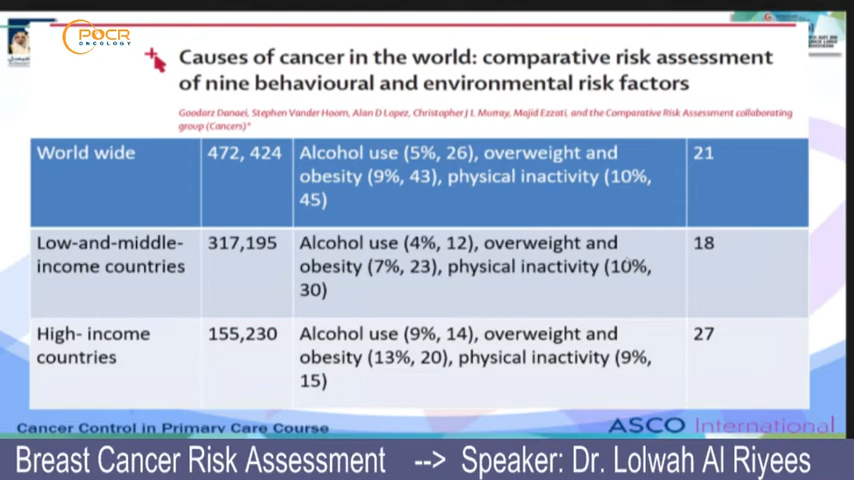 POCR
ONCOLOGY
Causes of cancer in the world: comparative risk assessment
of nine behavioural and environmental risk factors
Goodarz Danaei, Stephen Vander Hoorn, Alan D Lopez, Christopher J L Murray, Majid Ezzati, and the Comparative Risk Assessment collaborating
group (Cancers)*
World wide 472, 424 Alcohol use (5%, 26), overweight and 21
obesity (9%, 43), physical inactivity (10%,
45)
Low-and-middle- 317,195 Alcohol use (4%, 12), overweight and 18
income countries obesity (7%, 23), physical inactivity (10%,
30)
High- income 155,230 Alcohol use (9%, 14), overweight and 27
countries obesity (13%, 20), physical inactivity (9%,
15)
Cancer Control in Primary Care Course ASCO International
Breast Cancer Risk Assessment --> Speaker: Dr. Lolwah Al Riyees